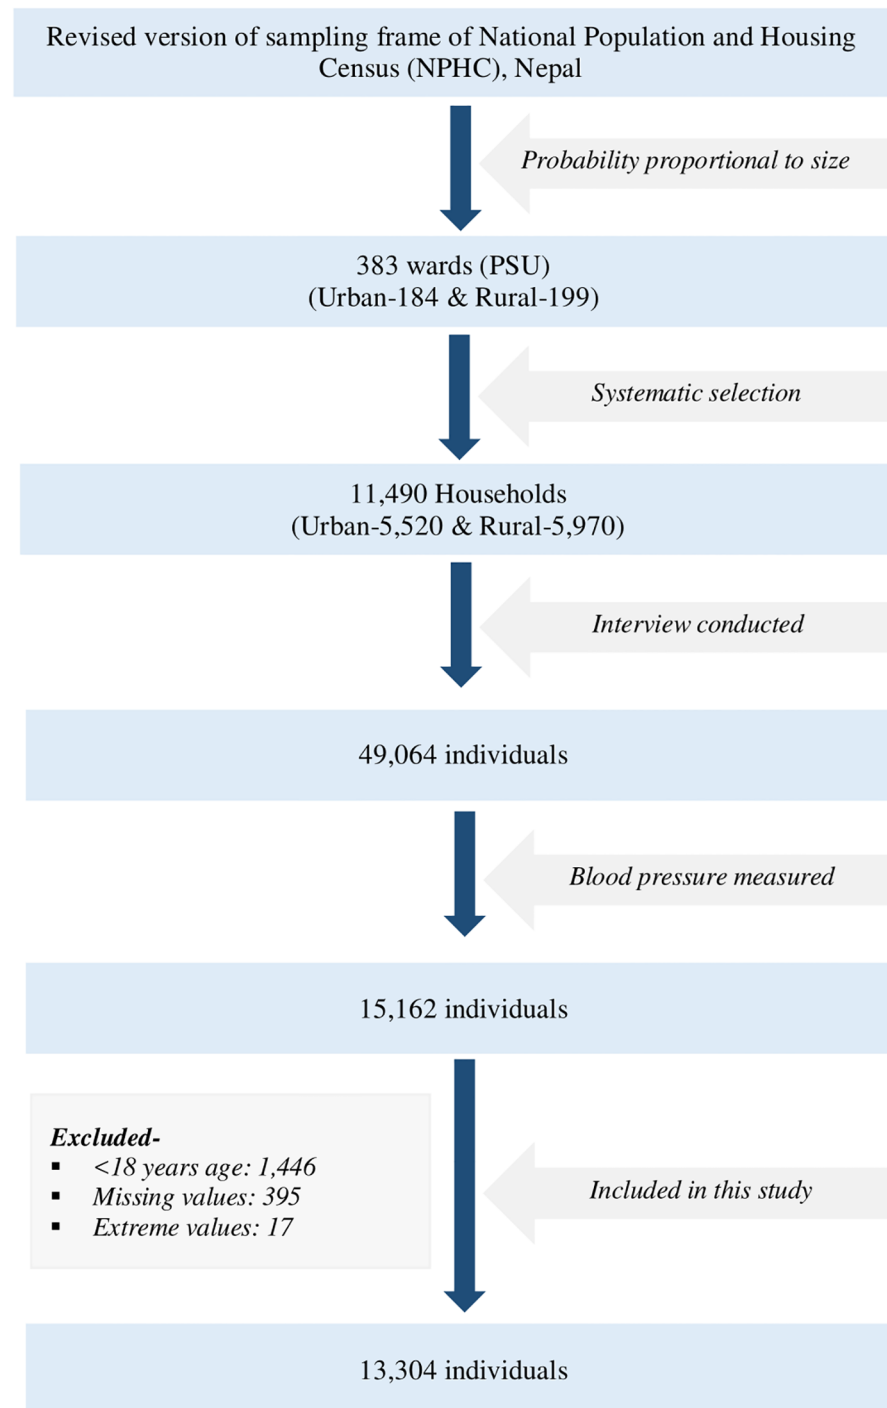 Revised version of sampling frame of National Population and Housing
Census (NPHC), Nepal
Probability proportional to size
383 wards (PSU)
(Urban-184 & Rural-199)
Systematic selection
11,490 Households
(Urban-5,520 & Rural-5,970)
Interview conducted
49,064 individuals
Blood pressure measured
15,162 individuals
Excluded-
▪ <18 years age: 1,446
▪ Missing values: 395
▪ Extreme values: 17
Included in this study
13,304 individuals